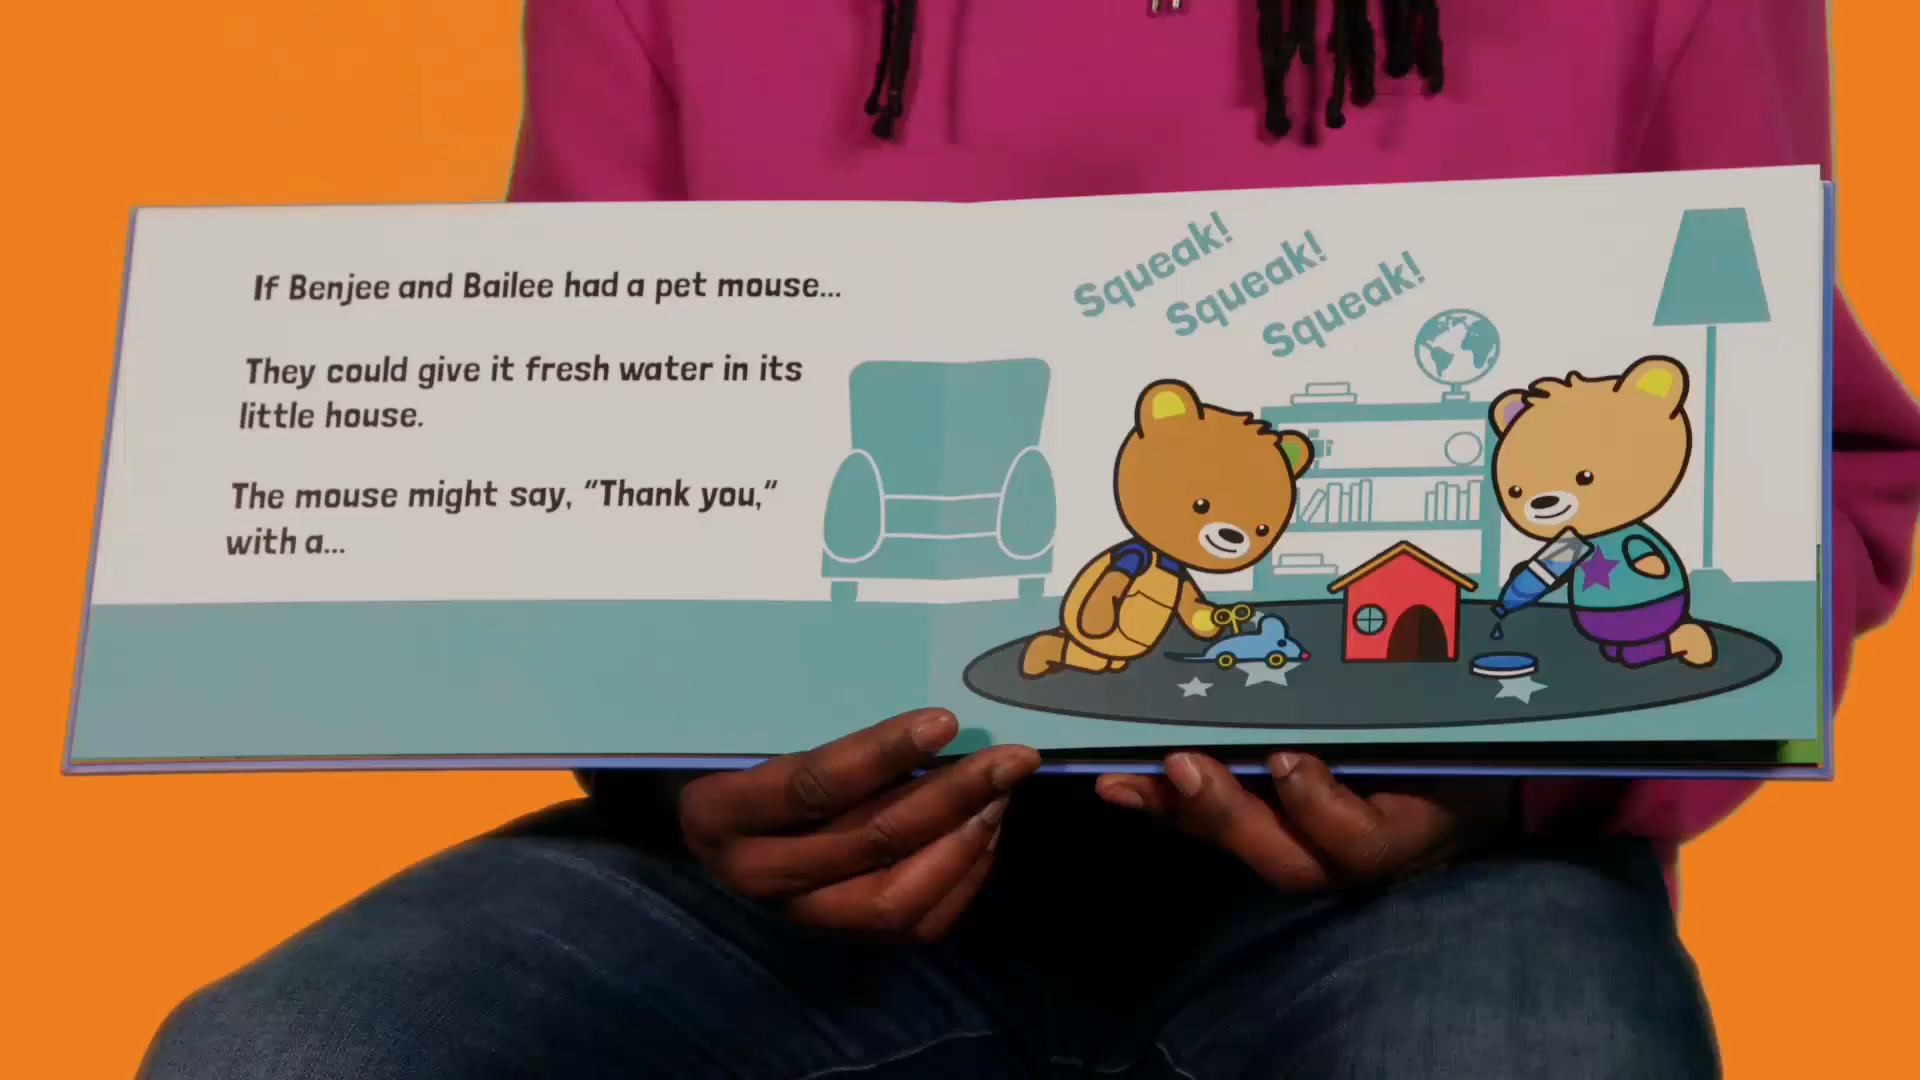 If Benjee and Bailee had a pet mouse...
They could give it fresh water in its
little house.
The mouse might say, "Thank you,"
with a...
Squeak!
Squeak!
Squeak!